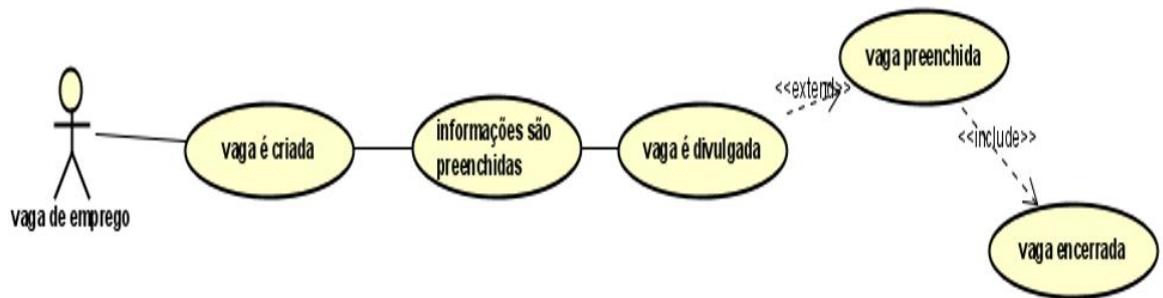 vaga de emprego
vaga é criada
informações são
preenchidas
vaga é divulgada
<<extend>>
vaga preenchida
<<include>>
vaga encerrada